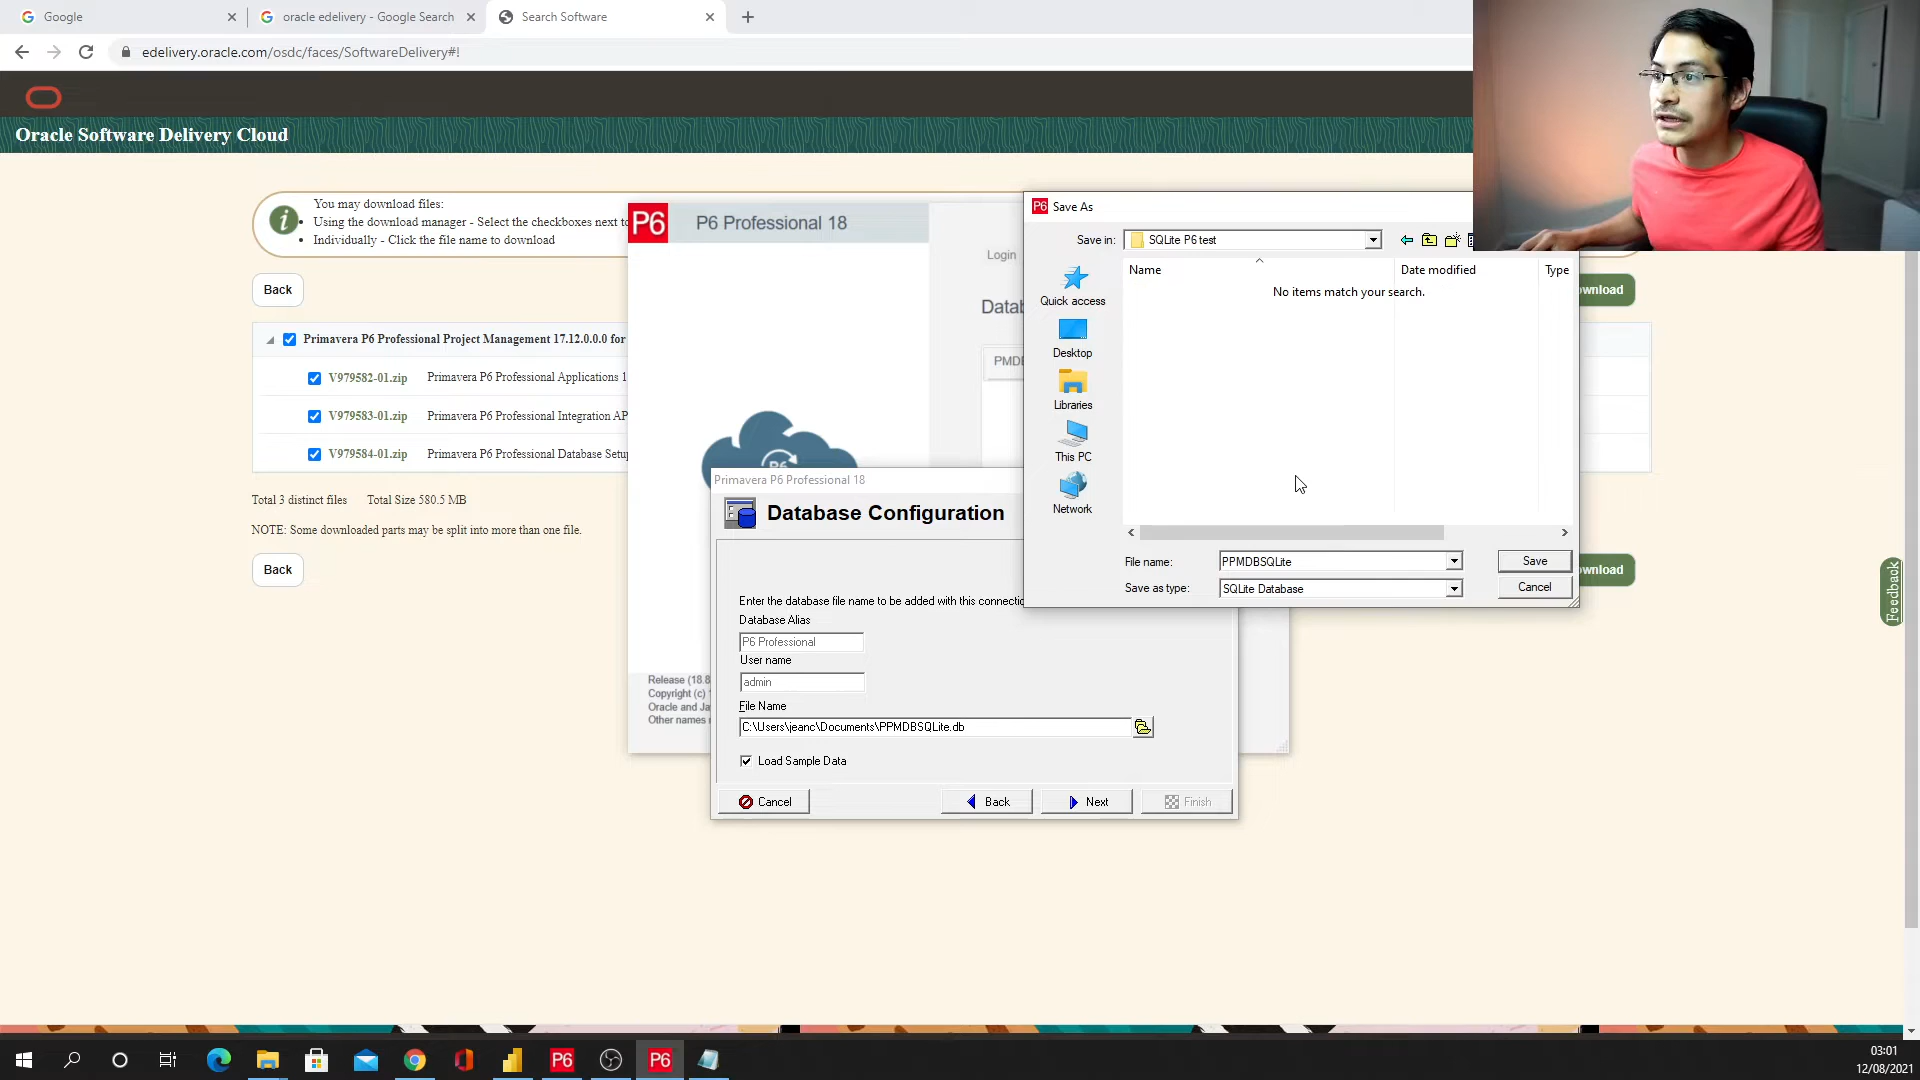 Google
oracle edelivery - Google Search
Search Software
edelivery.oracle.com/osdc/faces/SoftwareDelivery#!
Oracle Software Delivery Cloud
You may download files:
Using the download manager - Select the checkboxes next to
Individually - Click the file name to download
Back
wnload
Primavera P6 Professional Project Management 17.12.0.0.0 for
V979582-01.zip Primavera P6 Professional Applications 1
V979583-01.zip Primavera P6 Professional Integration AP
V979584-01.zip Primavera P6 Professional Database Setu
Total 3 distinct files Total Size 580.5 MB
NOTE: Some downloaded parts may be split into more than one file.
Back
wnload
Feedback
P6 P6 Professional 18
Login
Datab
PMDB
P6
Release (18.8
Copyright (c)
Oracle and Ja
Other names
Primavera P6 Professional 18
Database Configuration
Enter the database file name to be added with this connectio
Database Alias
P6 Professional
User name
admin
File Name
C:\Users\jeanc\Documents\PPMDBSQLite.db
Load Sample Data
Cancel
Back
Next
Finish
P6 Save As
Save in: SQLite P6 test
Name Date modified Type
No items match your search.
Quick access
Desktop
Libraries
This PC
Network
File name: PPMDBSQLite
Save
Save as type: SQLite Database
Cancel
P6
P6
03:01
12/08/2021